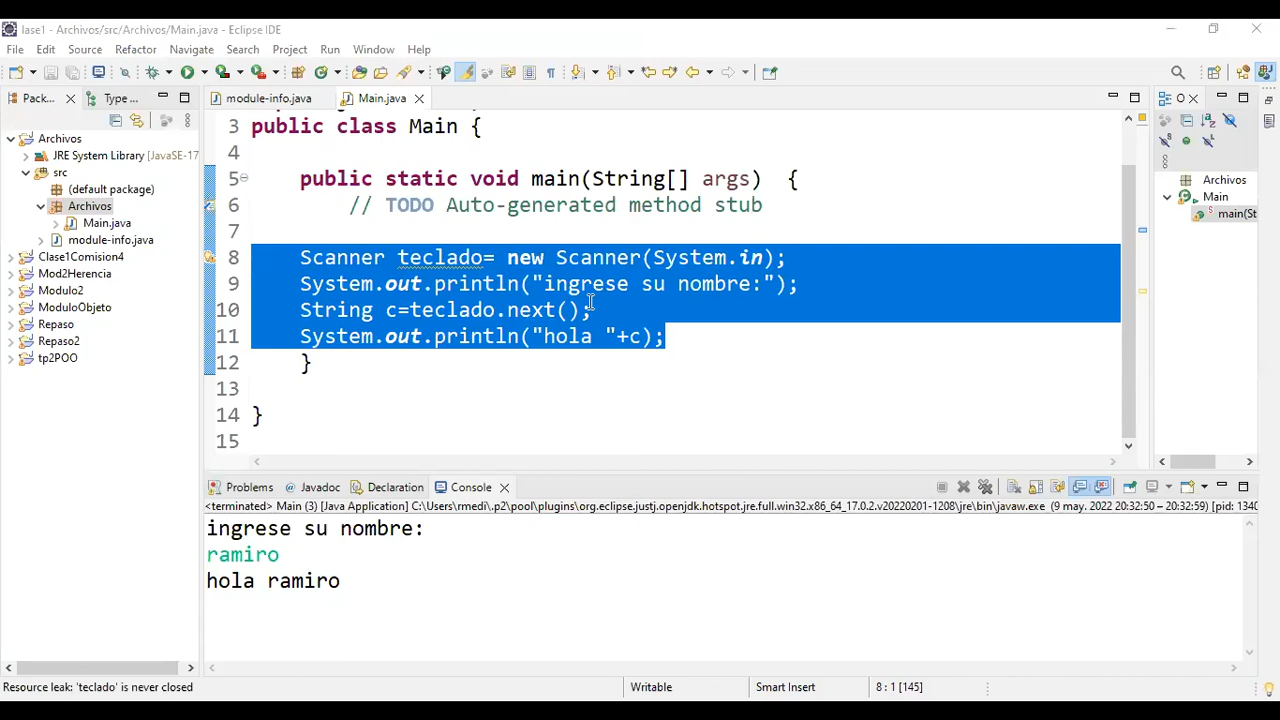 lase1 - Archivos/src/Archivos/Main.java - Eclipse IDE
File Edit Source Refactor Navigate Search Project Run Window Help
Pack... Type ... module-info.java Main.java O
Archivos
JRE System Library [JavaSE-17
src
(default package)
Archivos
Main.java
module-info.java
Clase1Comision4
Mod2Herencia
Modulo2
ModuloObjeto
Repaso
Repaso2
tp2POO
3 public class Main {
4
5 public static void main(String[] args) {
6 // TODO Auto-generated method stub
7
8 Scanner teclado= new Scanner(System.in);
9 System.out.println("ingrese su nombre:");
10 String c=teclado.next();
11 System.out.println("hola "+c);
12 }
13
14 }
15
Archivos
Main
main(St
Problems Javadoc Declaration Console
<terminated> Main (3) [Java Application] C:\Users\rmedi\.p2\pool\plugins\org.eclipse.justj.openjdk.hotspot.jre.full.win32.x86_64_17.0.2.v20220201-1208\jre\bin\javaw.exe (9 may. 2022 20:32:50 – 20:32:59) [pid: 1340
ingrese su nombre:
ramiro
hola ramiro
Resource leak: 'teclado' is never closed Writable Smart Insert 8 : 1 [145]